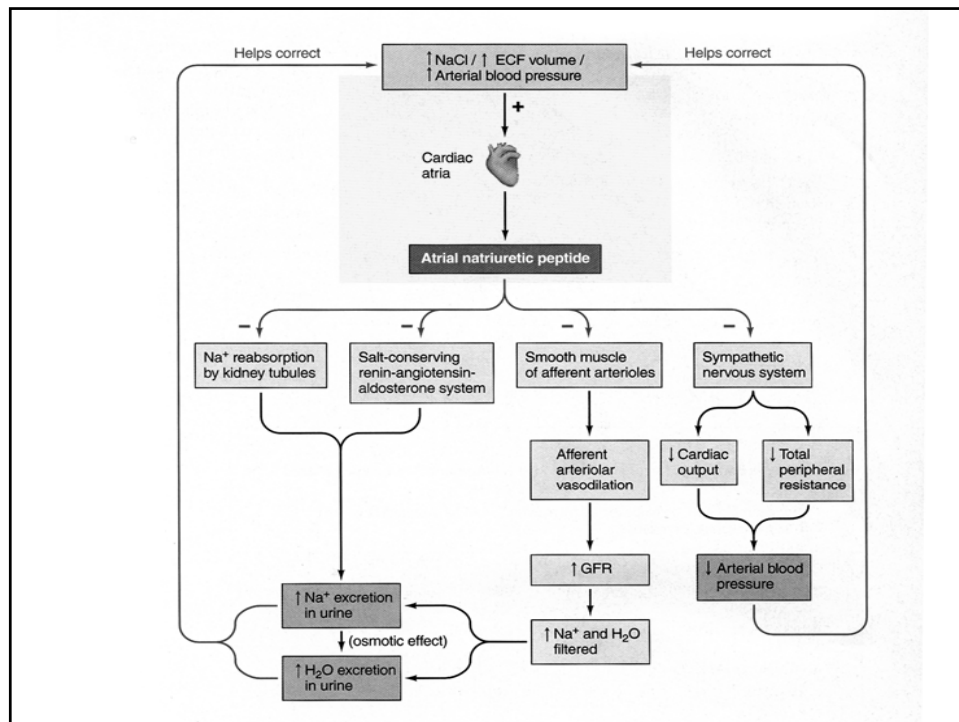 Helps correct
↑NaCl / ↑ ECF volume /
↑Arterial blood pressure
Helps correct
+
Cardiac
atria
Atrial natriuretic peptide
–
–
–
–
Na⁺ reabsorption
by kidney tubules
Salt-conserving
renin-angiotensin-
aldosterone system
Smooth muscle
of afferent arterioles
Sympathetic
nervous system
Afferent
arteriolar
vasodilation
↓ Cardiac
output
↓ Total
peripheral
resistance
↑ GFR
↓ Arterial blood
pressure
↑ Na⁺ excretion
in urine
(osmotic effect)
↑ H₂O excretion
in urine
↑ Na⁺ and H₂O
filtered